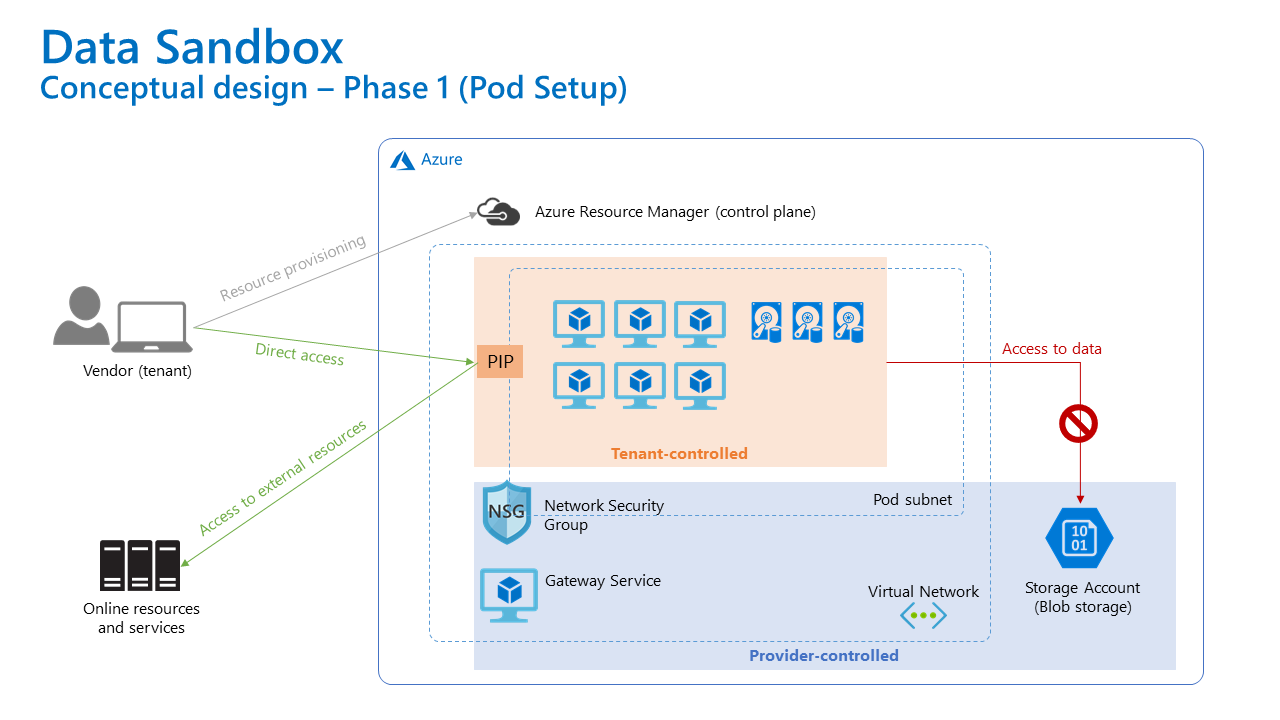 Data Sandbox
Conceptual design – Phase 1 (Pod Setup)
Azure
Azure Resource Manager (control plane)
Resource provisioning
Vendor (tenant)
Direct access
PIP
Access to data
Access to external resources
Tenant-controlled
NSG
Network Security
Group
Pod subnet
10
01
Online resources
and services
Gateway Service
Virtual Network
Storage Account
(Blob storage)
Provider-controlled